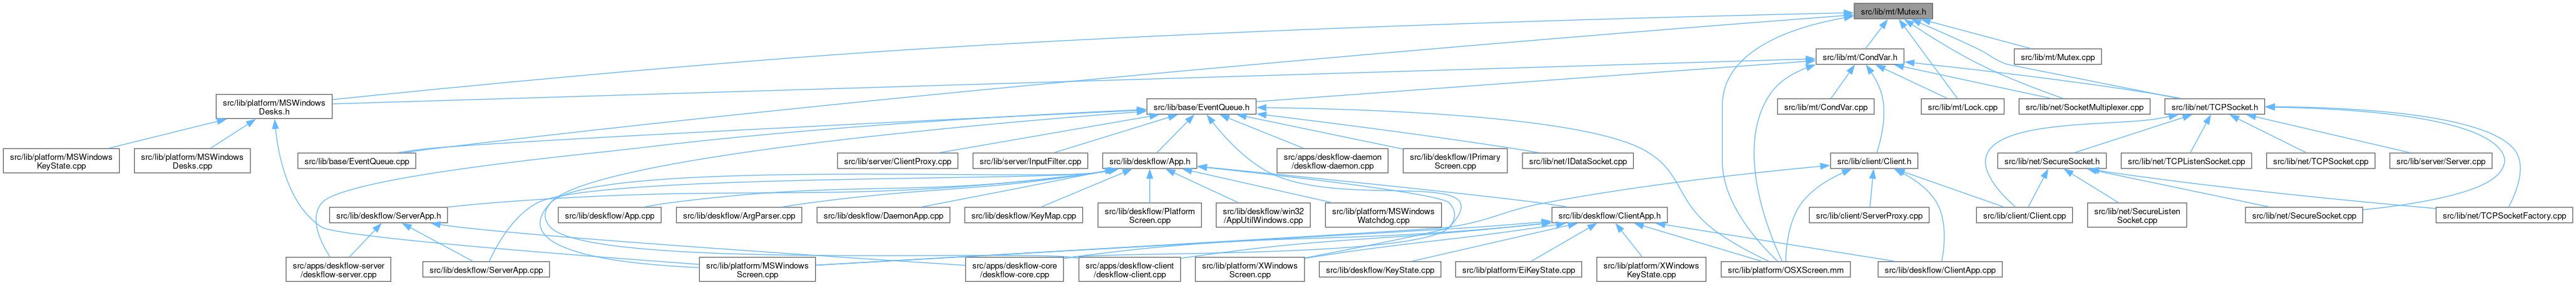 src/lib/mt/Mutex.h
src/lib/mt/CondVar.h
src/lib/mt/Mutex.cpp
src/lib/platform/MSWindows
Desks.h
src/lib/base/EventQueue.h
src/lib/mt/CondVar.cpp
src/lib/mt/Lock.cpp
src/lib/net/SocketMultiplexer.cpp
src/lib/net/TCPSocket.h
src/lib/platform/MSWindows
KeyState.cpp
src/lib/platform/MSWindows
Desks.cpp
src/lib/base/EventQueue.cpp
src/lib/server/ClientProxy.cpp
src/lib/server/InputFilter.cpp
src/lib/deskflow/App.h
src/apps/deskflow-daemon
/deskflow-daemon.cpp
src/lib/deskflow/IPrimary
Screen.cpp
src/lib/net/IDataSocket.cpp
src/lib/client/Client.h
src/lib/net/SecureSocket.h
src/lib/net/TCPListenSocket.cpp
src/lib/net/TCPSocket.cpp
src/lib/server/Server.cpp
src/lib/deskflow/ServerApp.h
src/lib/deskflow/App.cpp
src/lib/deskflow/ArgParser.cpp
src/lib/deskflow/DaemonApp.cpp
src/lib/deskflow/KeyMap.cpp
src/lib/deskflow/Platform
Screen.cpp
src/lib/deskflow/win32
/AppUtilWindows.cpp
src/lib/platform/MSWindows
Watchdog.cpp
src/lib/deskflow/ClientApp.h
src/lib/client/ServerProxy.cpp
src/lib/client/Client.cpp
src/lib/net/SecureListen
Socket.cpp
src/lib/net/SecureSocket.cpp
src/lib/net/TCPSocketFactory.cpp
src/apps/deskflow-server
/deskflow-server.cpp
src/lib/deskflow/ServerApp.cpp
src/lib/platform/MSWindows
Screen.cpp
src/apps/deskflow-core
/deskflow-core.cpp
src/apps/deskflow-client
/deskflow-client.cpp
src/lib/platform/XWindows
Screen.cpp
src/lib/deskflow/KeyState.cpp
src/lib/platform/EiKeyState.cpp
src/lib/platform/XWindows
KeyState.cpp
src/lib/platform/OSXScreen.mm
src/lib/deskflow/ClientApp.cpp